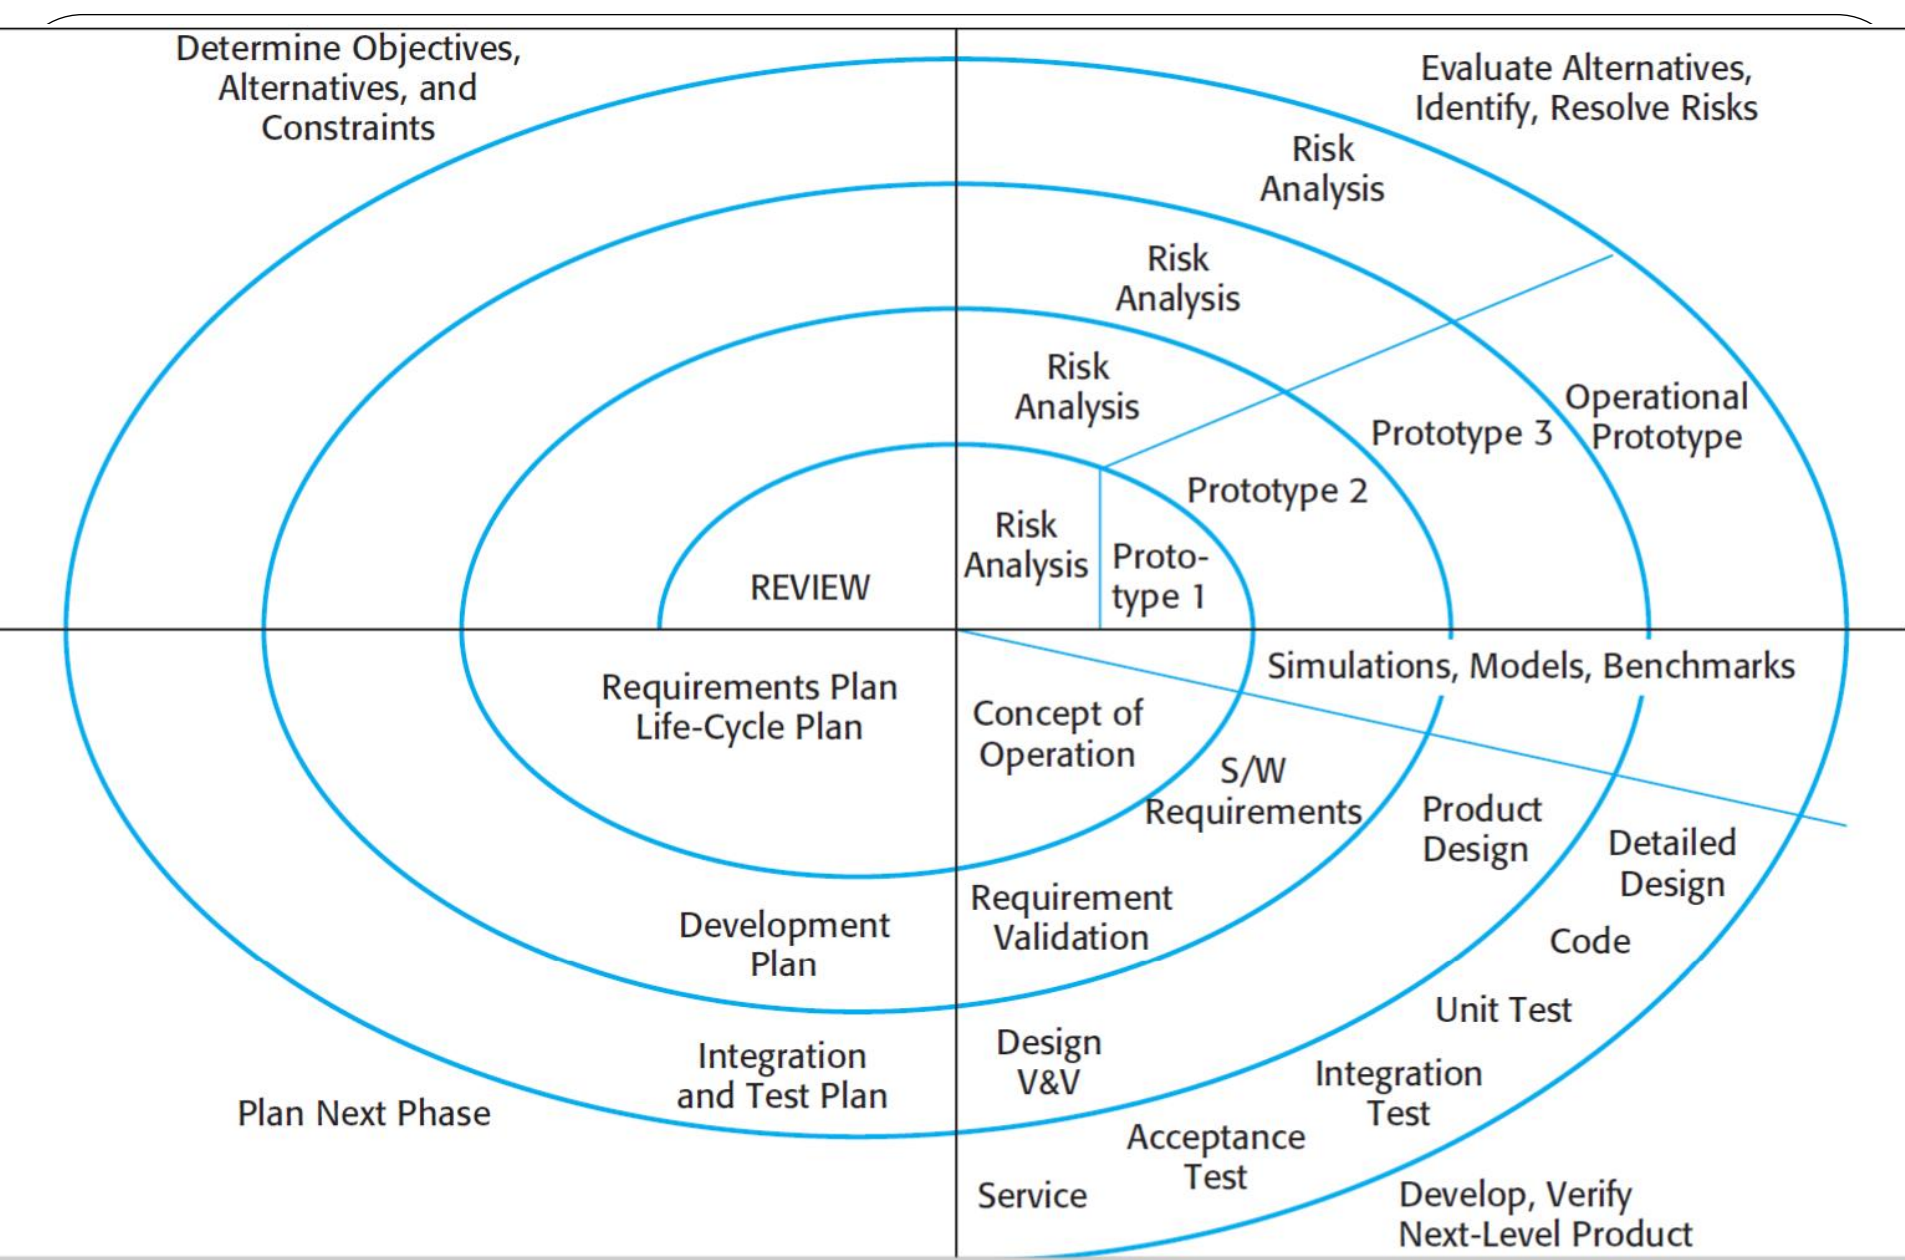 Determine Objectives,
Alternatives, and
Constraints
Evaluate Alternatives,
Identify, Resolve Risks
Risk
Analysis
Risk
Analysis
Risk
Analysis
Risk
Analysis
Proto-
type 1
Prototype 2
Prototype 3
Operational
Prototype
REVIEW
Requirements Plan
Life-Cycle Plan
Concept of
Operation
Simulations, Models, Benchmarks
S/W
Requirements
Product
Design
Detailed
Design
Development
Plan
Requirement
Validation
Code
Unit Test
Integration
and Test Plan
Design
V&V
Integration
Test
Plan Next Phase
Acceptance
Test
Service
Develop, Verify
Next-Level Product